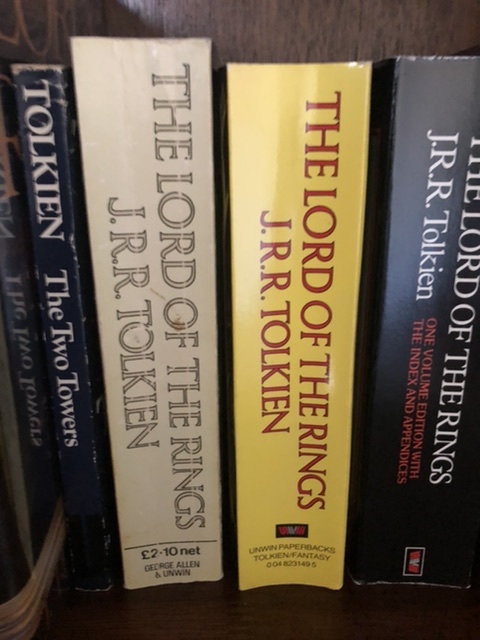 TOLKIEN The Two Towers
THE LORD OF THE RINGS
J.R.R. TOLKIEN
£2·10 net
GEORGE ALLEN
& UNWIN
THE LORD OF THE RINGS
J.R.R. TOLKIEN
UNWIN PAPERBACKS
TOLKIEN/FANTASY
0 04 823149 5
THE LORD OF THE RINGS
J.R.R. Tolkien
ONE VOLUME EDITION WITH
THE INDEX AND APPENDICES